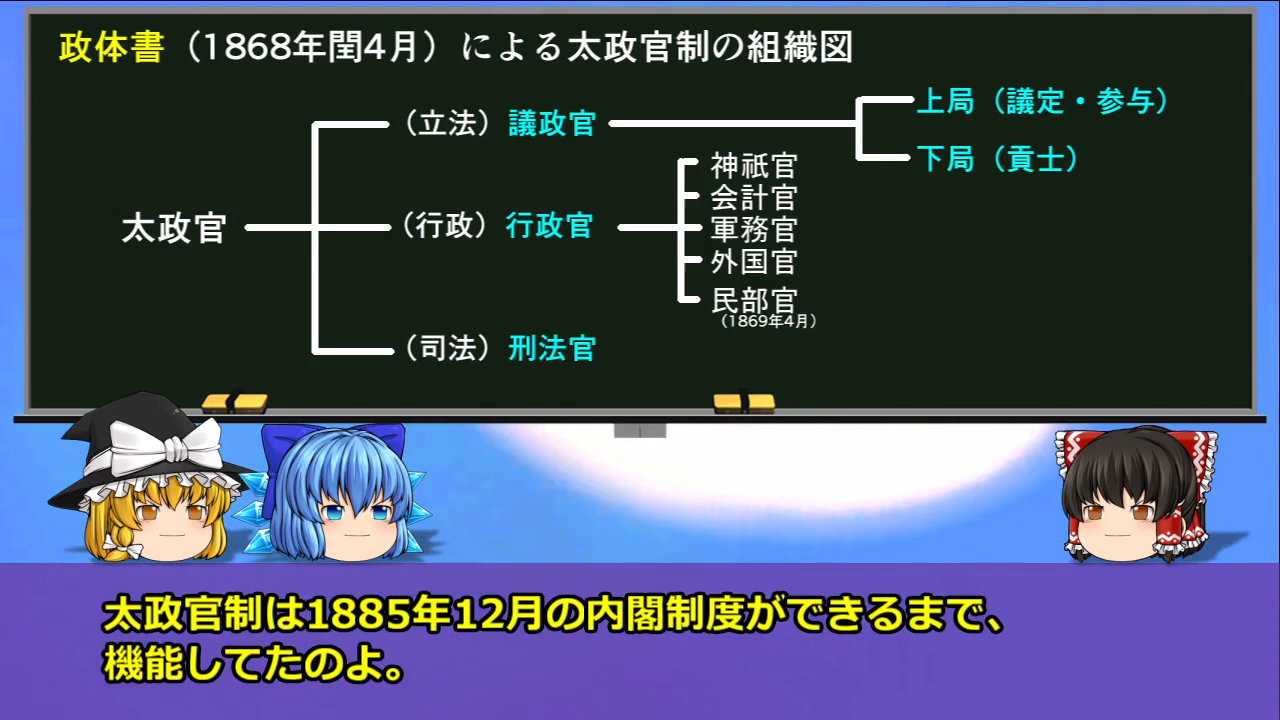 政体書（1868年閏4月）による太政官制の組織図
太政官
（立法）議政官
上局（議定・参与）
下局（貢士）
（行政）行政官
神祇官
会計官
軍務官
外国官
民部官
（1869年4月）
（司法）刑法官
太政官制は1885年12月の内閣制度ができるまで、
機能してたのよ。